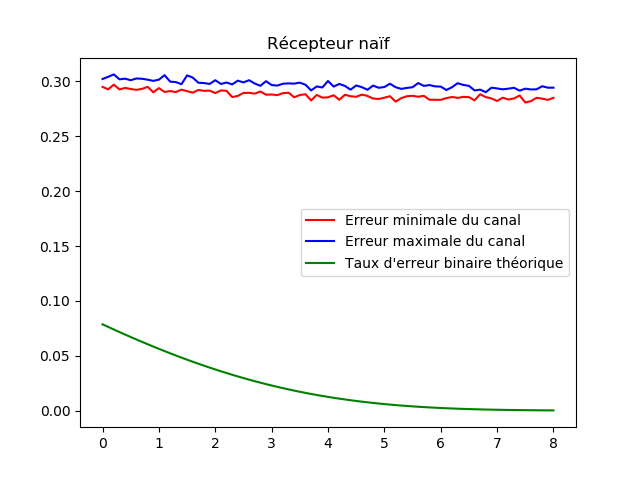 Récepteur naïf
0.30
0.25
0.20
0.15
0.10
0.05
0.00
Erreur minimale du canal
Erreur maximale du canal
Taux d'erreur binaire théorique
0 1 2 3 4 5 6 7 8